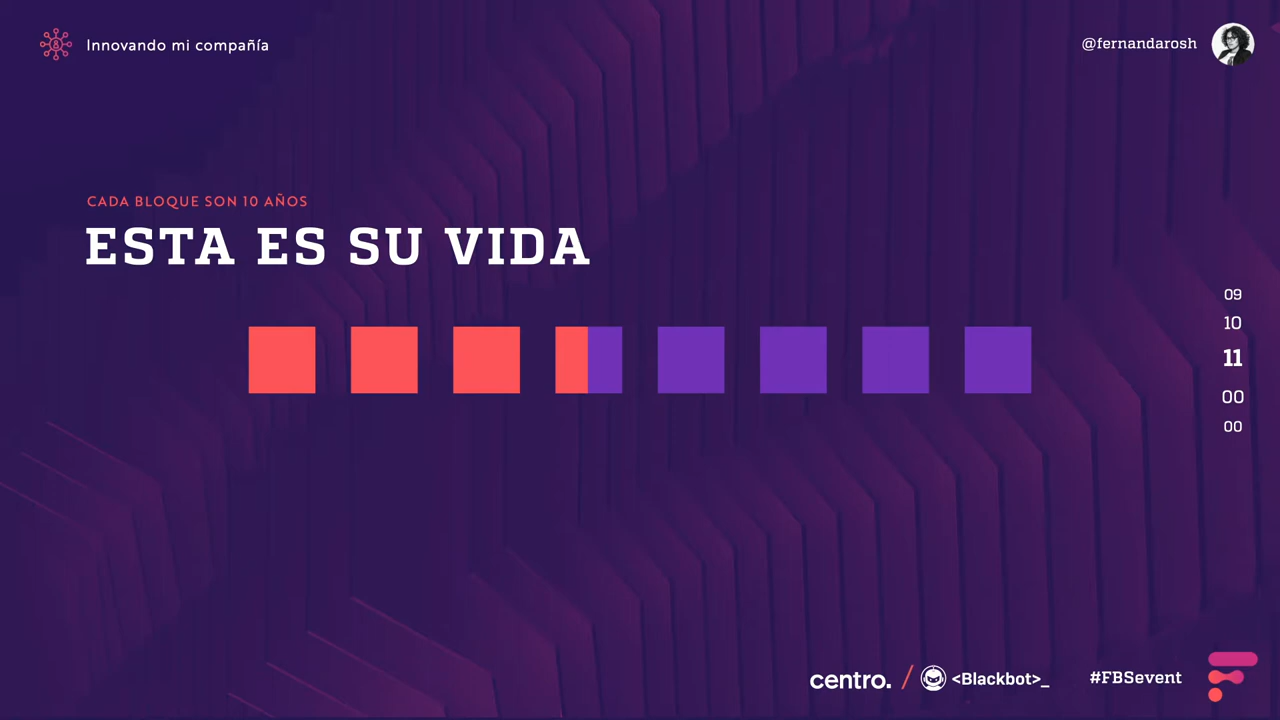 Innovando mi compañía
@fernandarosh
CADA BLOQUE SON 10 AÑOS
ESTA ES SU VIDA
09
10
11
00
00
centro. / <Blackbot>_
#FBSevent